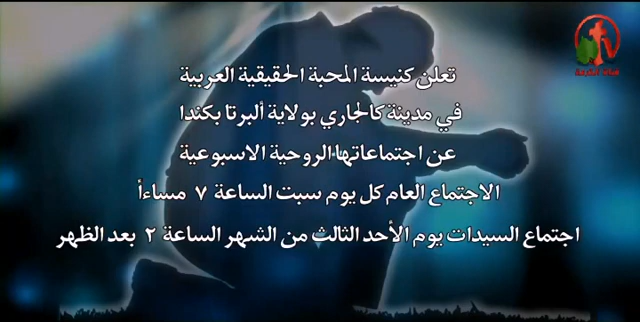 تعلن كنيسة المحبة الحقيقية العربية
في مدينة كالجاري بولاية ألبرتا بكندا
عن اجتماعاتها الروحية الاسبوعية
الاجتماع العام كل يوم سبت الساعة ٧ مساءاً
اجتماع السيدات يوم الأحد الثالث من الشهر الساعة ٢ بعد الظهر